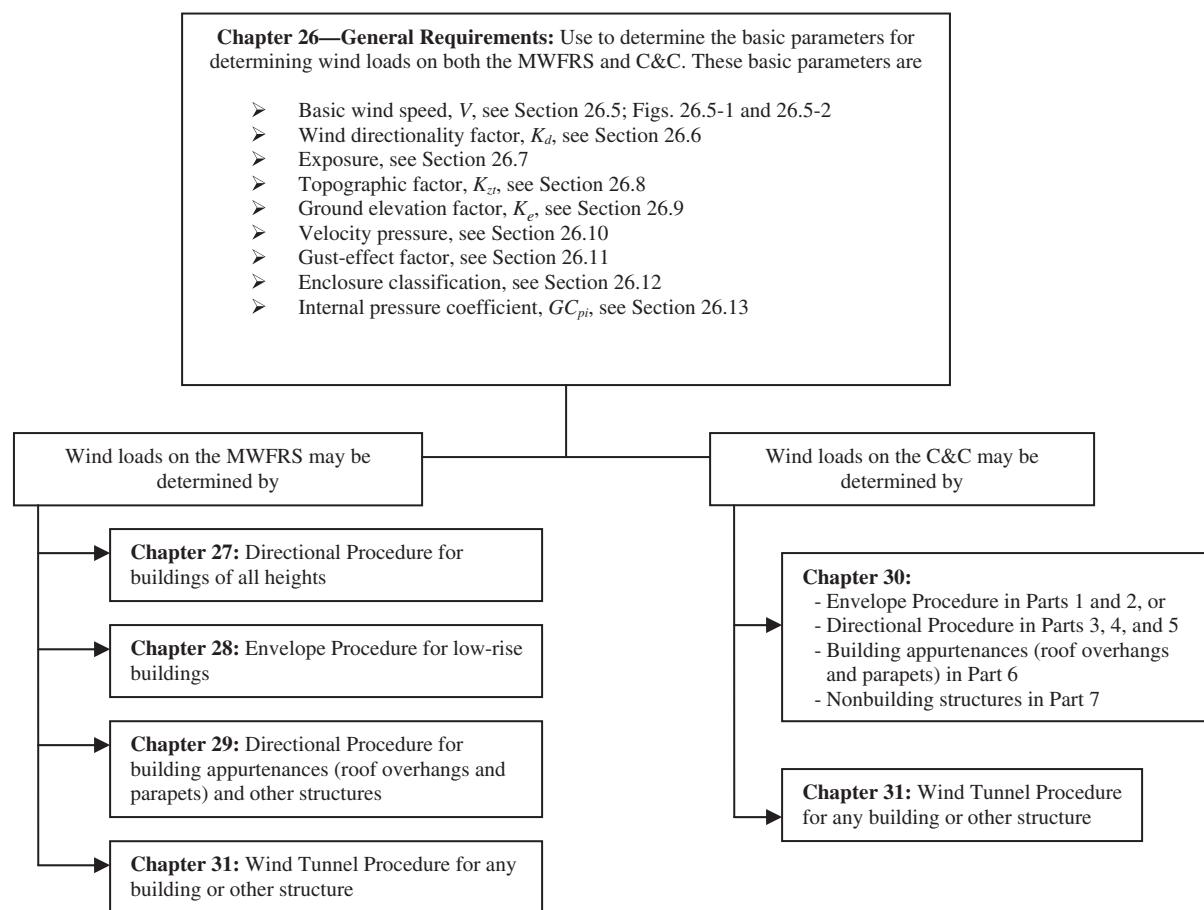 Chapter 26—General Requirements: Use to determine the basic parameters for
determining wind loads on both the MWFRS and C&C. These basic parameters are
➢ Basic wind speed, V, see Section 26.5; Figs. 26.5-1 and 26.5-2
➢ Wind directionality factor, Kd, see Section 26.6
➢ Exposure, see Section 26.7
➢ Topographic factor, Kzt, see Section 26.8
➢ Ground elevation factor, Ke, see Section 26.9
➢ Velocity pressure, see Section 26.10
➢ Gust-effect factor, see Section 26.11
➢ Enclosure classification, see Section 26.12
➢ Internal pressure coefficient, GCpi, see Section 26.13
Wind loads on the MWFRS may be
determined by
Chapter 27: Directional Procedure for
buildings of all heights
Chapter 28: Envelope Procedure for low-rise
buildings
Chapter 29: Directional Procedure for
building appurtenances (roof overhangs and
parapets) and other structures
Chapter 31: Wind Tunnel Procedure for any
building or other structure
Wind loads on the C&C may be
determined by
Chapter 30:
- Envelope Procedure in Parts 1 and 2, or
- Directional Procedure in Parts 3, 4, and 5
- Building appurtenances (roof overhangs
and parapets) in Part 6
- Nonbuilding structures in Part 7
Chapter 31: Wind Tunnel Procedure
for any building or other structure